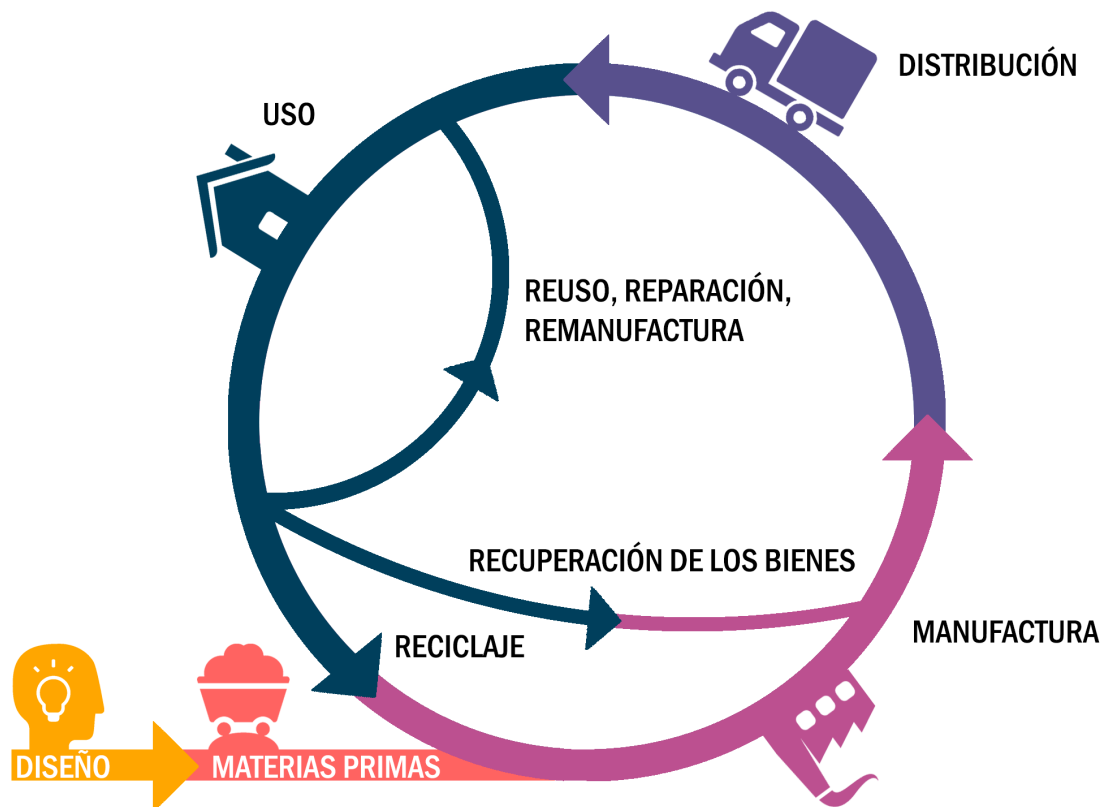 DISTRIBUCIÓN
USO
REUSO, REPARACIÓN,
REMANUFACTURA
RECUPERACIÓN DE LOS BIENES
MANUFACTURA
RECICLAJE
DISEÑO
MATERIAS PRIMAS